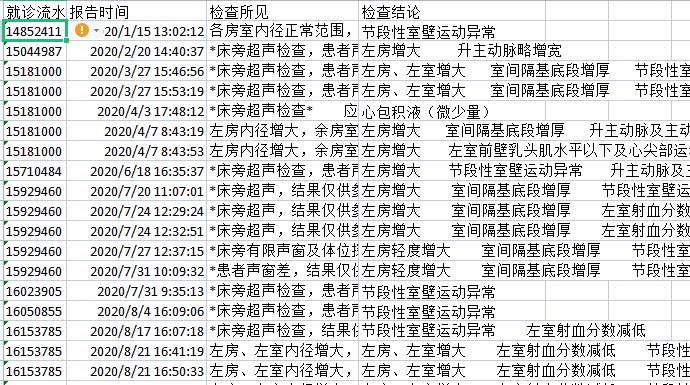 就诊流水 报告时间 检查所见 检查结论
14852411 20/1/15 13:02:12 各房室内径正常范围， 节段性室壁运动异常
15044987 2020/2/20 14:40:37 *床旁超声检查，患者声 左房增大 升主动脉略增宽
15181000 2020/3/27 15:46:56 *床旁超声检查，患者声 左房、左室增大 室间隔基底段增厚 节段性
15181000 2020/3/27 15:53:19 *床旁超声检查，患者声 左房、左室增大 室间隔基底段增厚 节段性
15181000 2020/4/3 17:48:12 *床旁超声检查* 应 心包积液（微少量）
15181000 2020/4/7 8:43:19 左房内径增大，余房室 左房增大 室间隔基底段增厚 升主动脉及主动
15181000 2020/4/7 8:43:53 左房内径增大，余房室 左房增大 左室前壁乳头肌水平以下及心尖部运
15710484 2020/6/18 16:35:37 *床旁超声检查，患者声 节段性室壁运动异常 升主动脉及主
15929460 2020/7/20 11:07:01 *床旁超声，结果仅供参 左房增大 室间隔基底段增厚 节段性室壁
15929460 2020/7/24 12:29:24 *床旁超声，结果仅供参 左房增大 室间隔基底段增厚 左室射血分数
15929460 2020/7/24 12:32:51 *床旁超声，结果仅供参 左房增大 室间隔基底段增厚 左室射血分数
15929460 2020/7/27 12:37:15 *床旁有限声窗及体位探 左房轻度增大 室间隔基底段增厚 节段性
15929460 2020/7/31 10:09:32 *患者声窗差，结果仅供 左房轻度增大 室间隔基底段增厚 节段性
16023905 2020/7/31 9:35:13 *床旁超声检查，患者声 节段性室壁运动异常
16050855 2020/8/4 16:09:06 *床旁超声检查，患者声 节段性室壁运动异常
16153785 2020/8/17 16:07:18 *床旁超声检查，结果仅 节段性室壁运动异常 左室射血分数减低
16153785 2020/8/21 16:41:19 左房、左室内径增大， 左房、左室增大 左室射血分数减低 节段性
16153785 2020/8/21 16:50:33 左房、左室内径增大， 左房、左室增大 左室射血分数减低 节段性